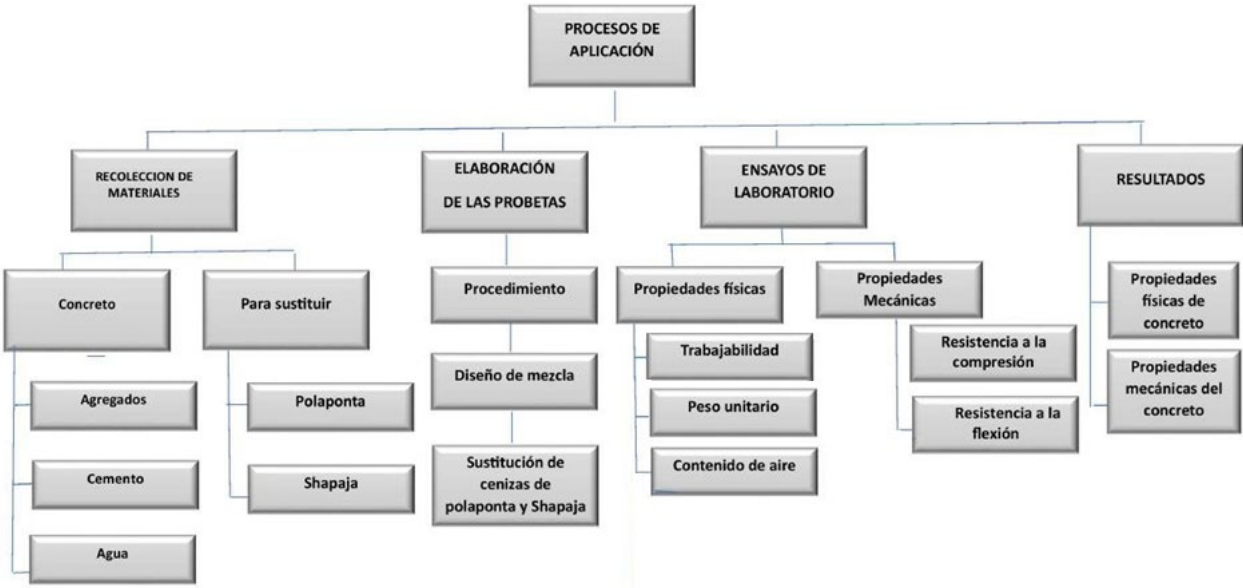 PROCESOS DE
APLICACIÓN
RECOLECCION DE
MATERIALES
ELABORACIÓN
DE LAS PROBETAS
ENSAYOS DE
LABORATORIO
RESULTADOS
Concreto
Para sustituir
Procedimiento
Propiedades físicas
Propiedades
Mecánicas
Propiedades
físicas de
concreto
Agregados
Polaponta
Diseño de mezcla
Trabajabilidad
Resistencia a la
compresión
Propiedades
mecánicas del
concreto
Cemento
Shapaja
Sustitución de
cenizas de
polaponta y Shapaja
Peso unitario
Resistencia a la
flexión
Agua
Contenido de aire